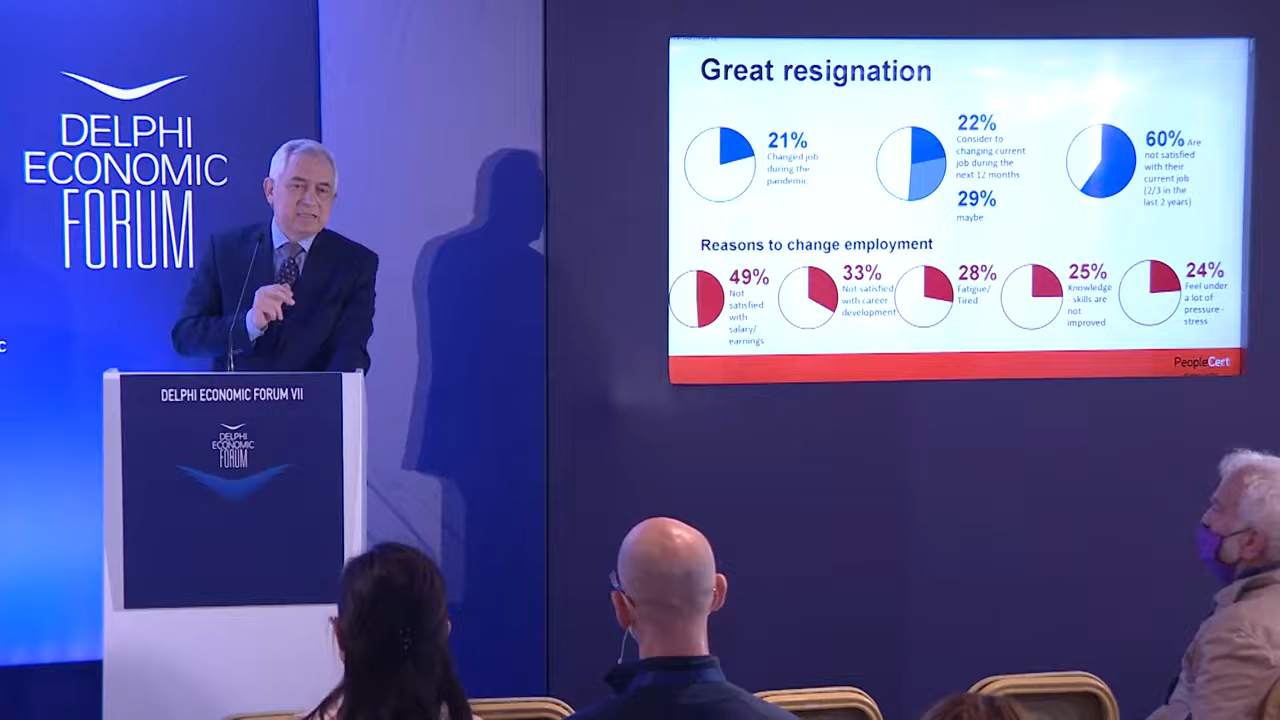 DELPHI
ECONOMIC
FORUM
C
DELPHI ECONOMIC FORUM VII
DELPHI
ECONOMIC
FORUM
Great resignation
21%
Changed job
during the
pandemic
22%
Consider to
changing current
job during the
next 12 months
29%
maybe
60% Are
not satisfied
with their
current job
(2/3 in the
last 2 years)
Reasons to change employment
49%
Not
satisfied
with
salary/
earnings
33%
Not satisfied
with career
development
28%
Fatigue/
Tired
25%
Knowledge
- skills are
not
improved
24%
Feel under
a lot of
pressure -
stress
PeopleCert